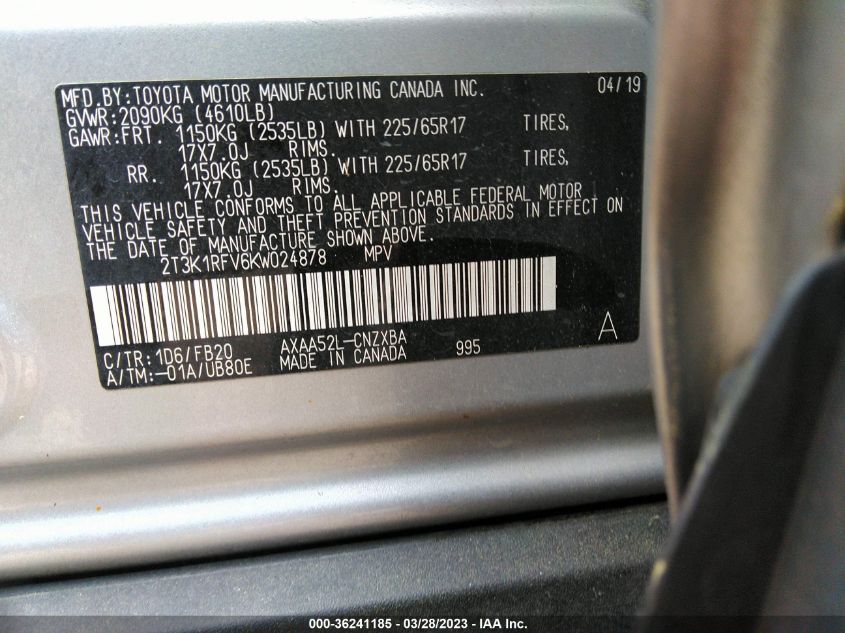 MFD.BY:TOYOTA MOTOR MANUFACTURING CANADA INC. 04/19
GVWR:2090KG (4610LB)
GAWR:FRT. 1150KG (2535LB) WITH 225/65R17 TIRES,
17X7.0J RIMS.
RR. 1150KG (2535LB) WITH 225/65R17 TIRES,
17X7.0J RIMS.
THIS VEHICLE CONFORMS TO ALL APPLICABLE FEDERAL MOTOR
VEHICLE SAFETY AND THEFT PREVENTION STANDARDS IN EFFECT ON
THE DATE OF MANUFACTURE SHOWN ABOVE.
2T3K1RFV6KW024878 MPV
C/TR:1D6/FB20 AXAA52L-CNZXBA A
A/TM:-01A/UB80E MADE IN CANADA 995
000-36241185 - 03/28/2023 - IAA Inc.